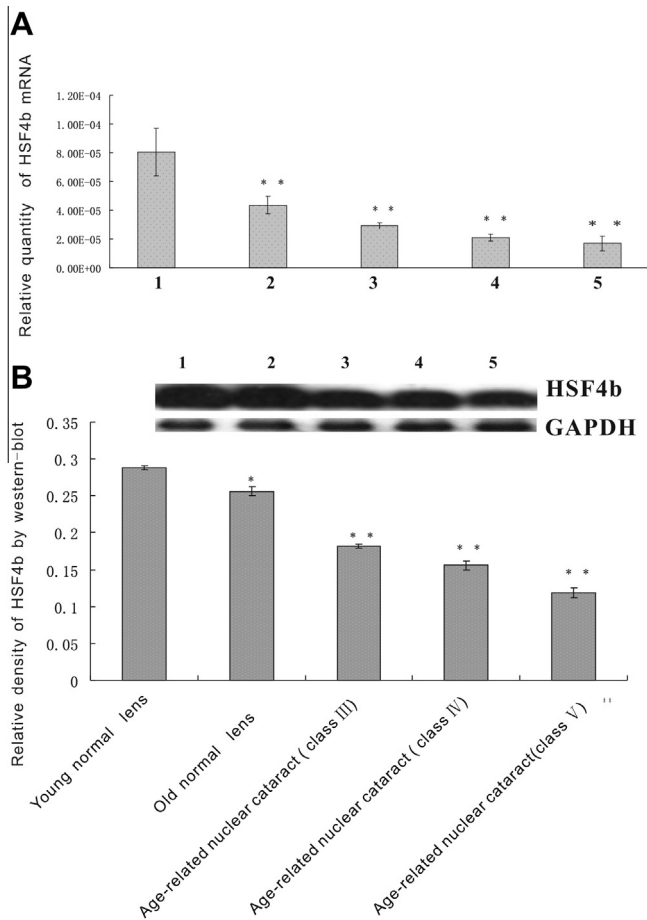 A
Relative quantity of HSF4b mRNA
1.20E-04
1.00E-04
8.00E-05
6.00E-05
4.00E-05
2.00E-05
0.00E+00
* *
* *
* *
* *
1 2 3 4 5
B
1 2 3 4 5
HSF4b
GAPDH
Relative density of HSF4b by western-blot
0.35
0.3
0.25
0.2
0.15
0.1
0.05
0
*
* *
* *
* *
Young normal lens
Old normal lens
Age-related nuclear cataract ( class III)
Age-related nuclear cataract ( class IV)
Age-related nuclear cataract(class V) "